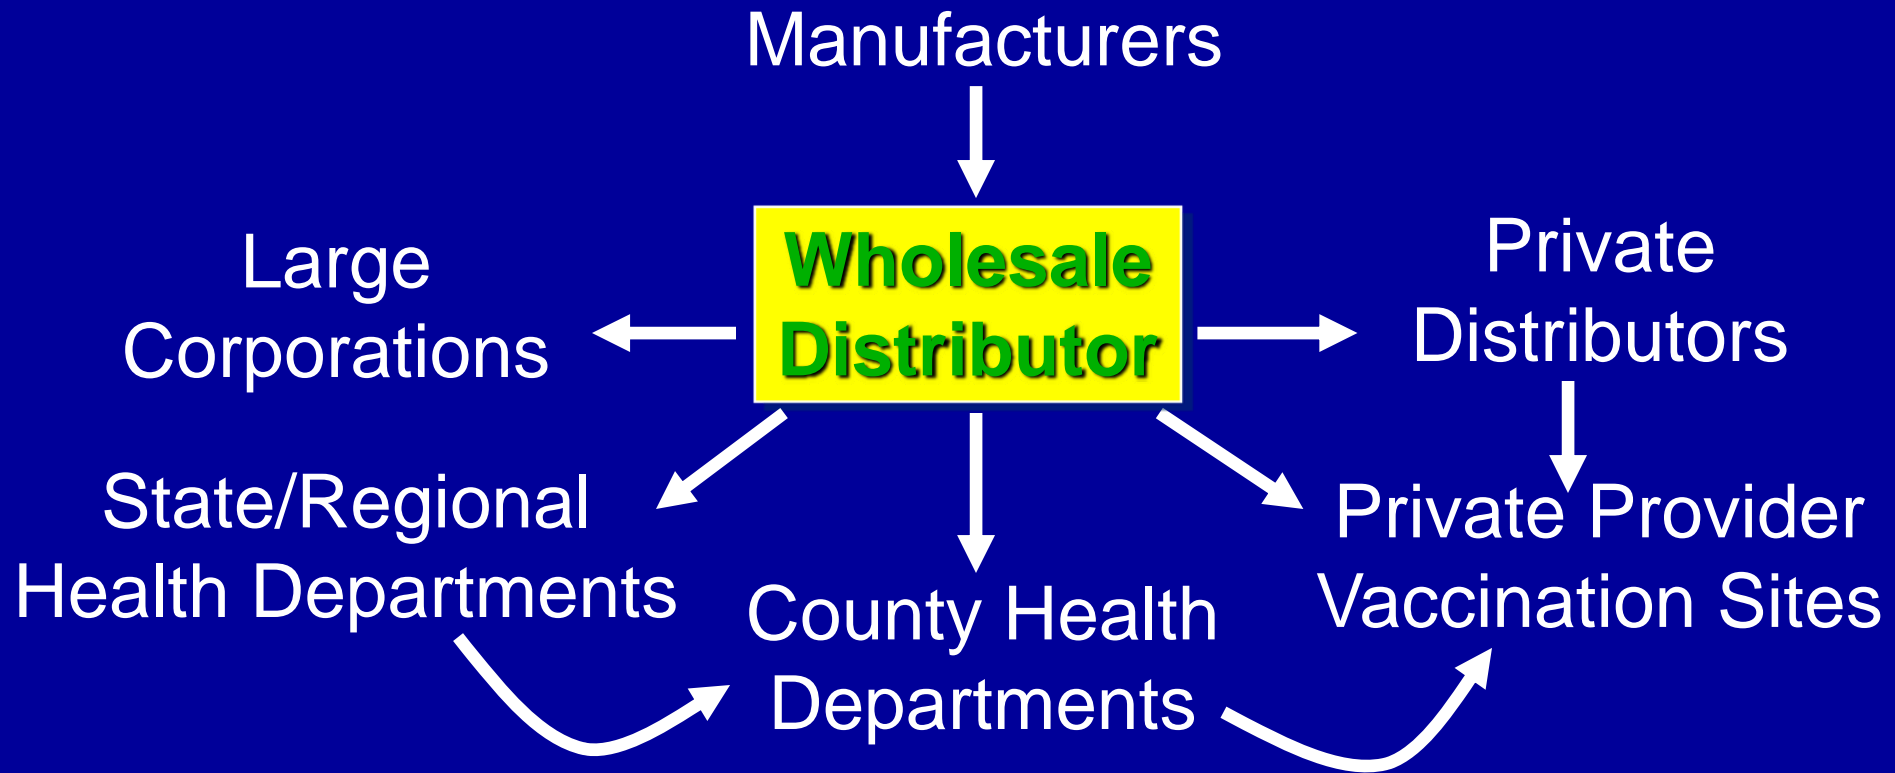 Manufacturers
Large
Corporations
Wholesale
Distributor
Private
Distributors
State/Regional
Health Departments
County Health
Departments
Private Provider
Vaccination Sites